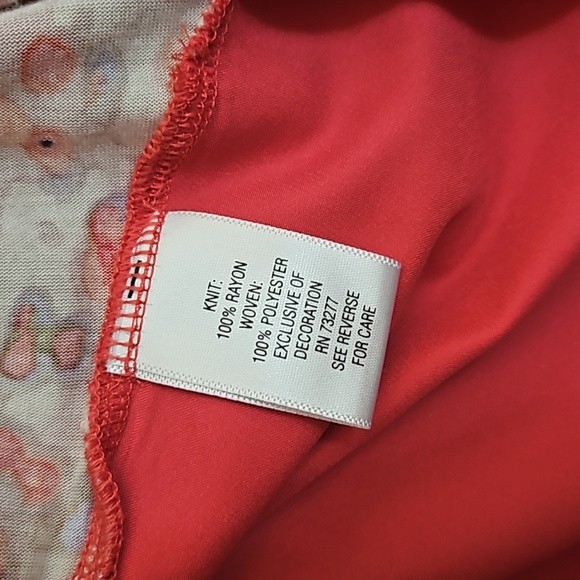 KNIT:
100% RAYON
WOVEN:
100% POLYESTER
EXCLUSIVE OF
DECORATION
RN 73277
SEE REVERSE
FOR CARE